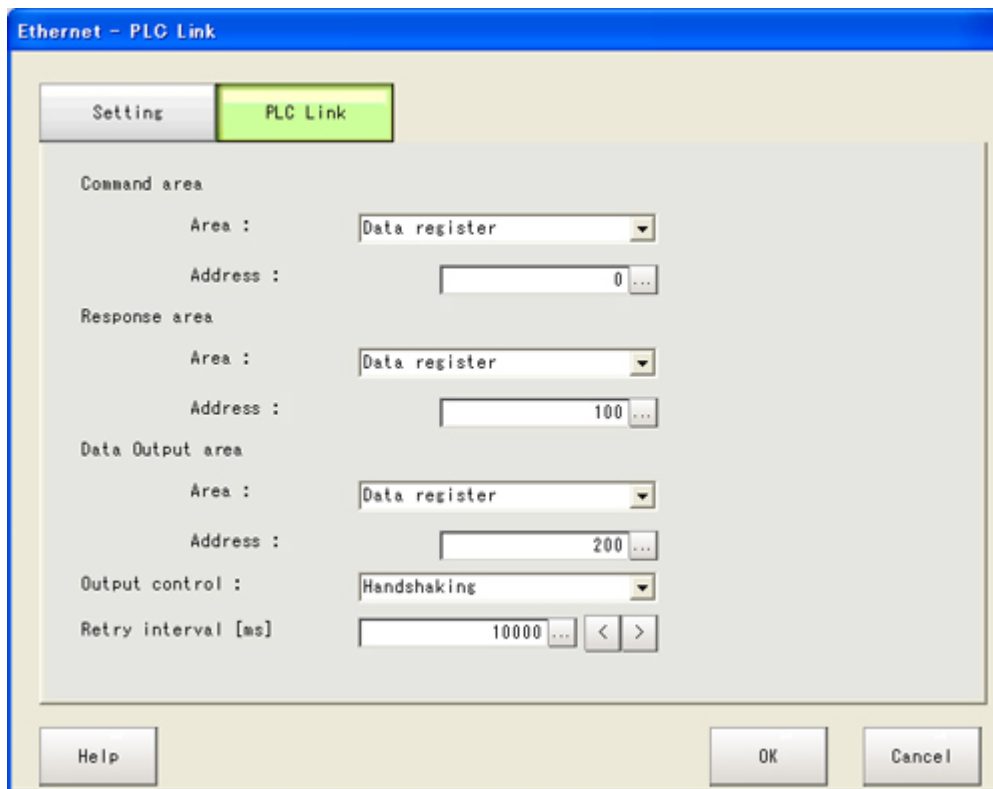 Ethernet - PLC Link
Setting PLC Link
Command area
Area : Data register
Address : 0 ...
Response area
Area : Data register
Address : 100 ...
Data Output area
Area : Data register
Address : 200 ...
Output control : Handshaking
Retry interval [ms] 10000 ... < >
Help OK Cancel